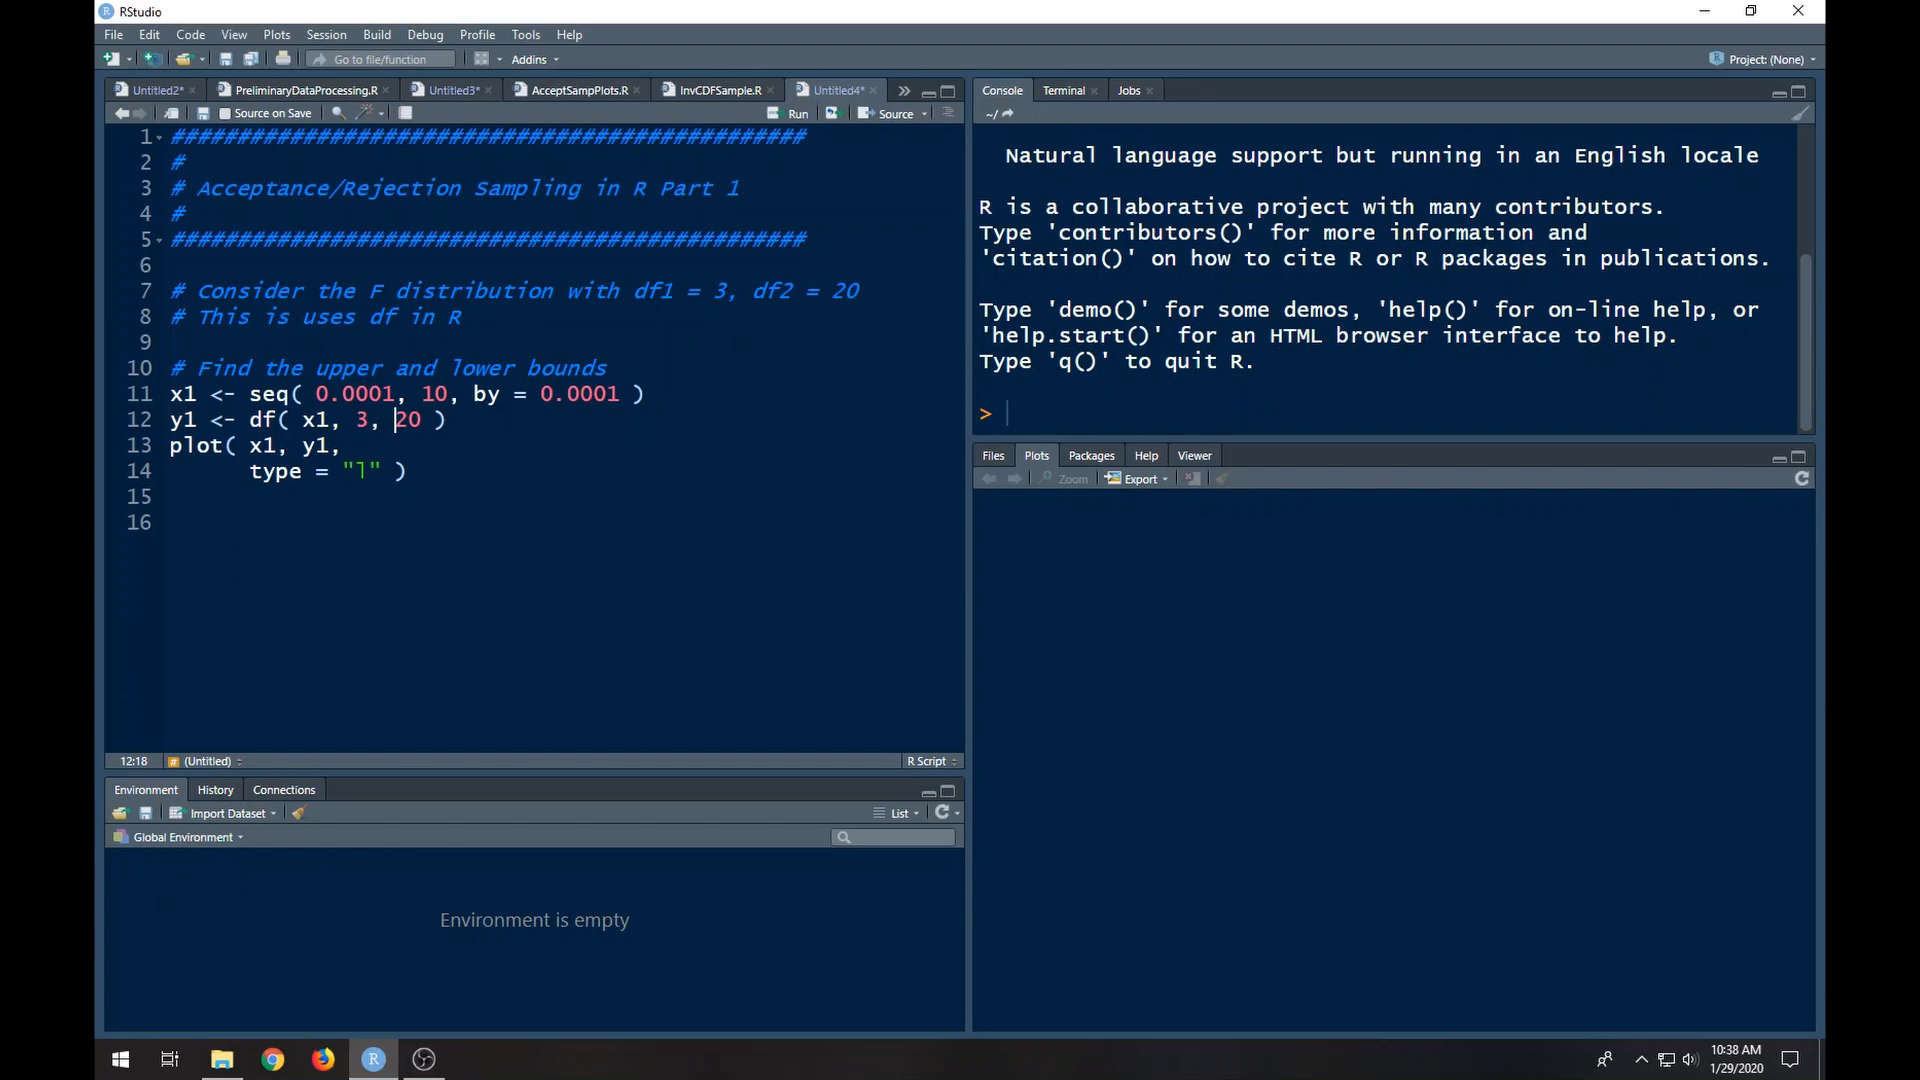 RStudio
File Edit Code View Plots Session Build Debug Profile Tools Help
Go to file/function Addins Project: (None)
Untitled2* PreliminaryDataProcessing.R Untitled3* AcceptSampPlots.R InvCDFSample.R Untitled4*
Source on Save Run Source
1 ################################################
2 #
3 # Acceptance/Rejection Sampling in R Part 1
4 #
5 ################################################
6
7 # Consider the F distribution with df1 = 3, df2 = 20
8 # This is uses df in R
9
10 # Find the upper and lower bounds
11 x1 <- seq( 0.0001, 10, by = 0.0001 )
12 y1 <- df( x1, 3, 20 )
13 plot( x1, y1,
14 type = "l" )
15
16
12:18 # (Untitled) R Script
Environment History Connections
Import Dataset List
Global Environment
Environment is empty
Console Terminal Jobs
~/
Natural language support but running in an English locale
R is a collaborative project with many contributors.
Type 'contributors()' for more information and
'citation()' on how to cite R or R packages in publications.
Type 'demo()' for some demos, 'help()' for on-line help, or
'help.start()' for an HTML browser interface to help.
Type 'q()' to quit R.
>
Files Plots Packages Help Viewer
Zoom Export
10:38 AM
1/29/2020